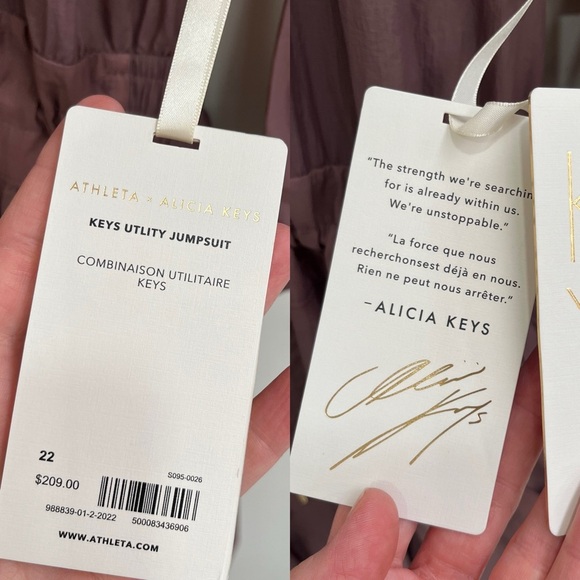 ATHLETA × ALICIA KEYS
KEYS UTLITY JUMPSUIT
COMBINAISON UTILITAIRE
KEYS
22
$209.00
S095-0026
988839-01-2-2022
500083436906
WWW.ATHLETA.COM
"The strength we're searchin
for is already within us.
We're unstoppable."
"La force que nous
recherchonsest déjà en nous.
Rien ne peut nous arrêter."
–ALICIA KEYS
Alicia Keys